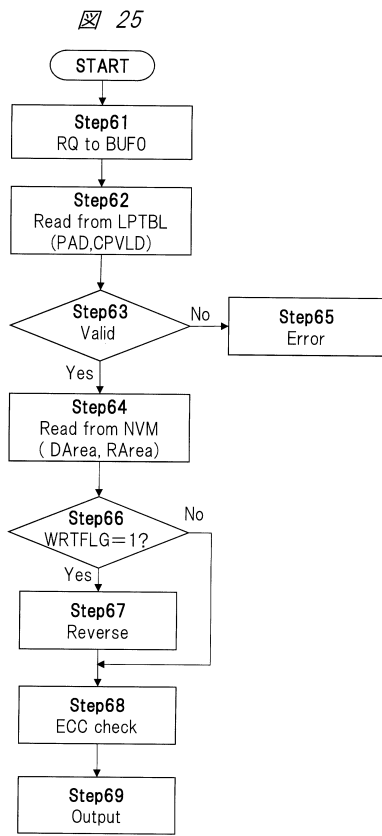 図 25
START
Step61
RQ to BUF0
Step62
Read from LPTBL
(PAD,CPVLD)
Step63
Valid
No
Step65
Error
Yes
Step64
Read from NVM
( DArea, RArea)
Step66
WRTFLG=1?
No
Yes
Step67
Reverse
Step68
ECC check
Step69
Output